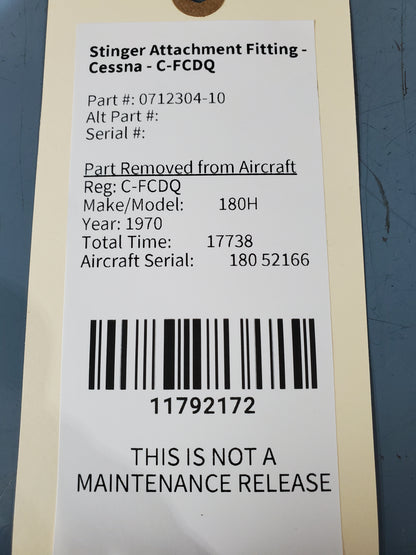 Stinger Attachment Fitting -
Cessna - C-FCDQ
Part #: 0712304-10
Alt Part #:
Serial #:
Part Removed from Aircraft
Reg: C-FCDQ
Make/Model: 180H
Year: 1970
Total Time: 17738
Aircraft Serial: 180 52166
11792172
THIS IS NOT A
MAINTENANCE RELEASE